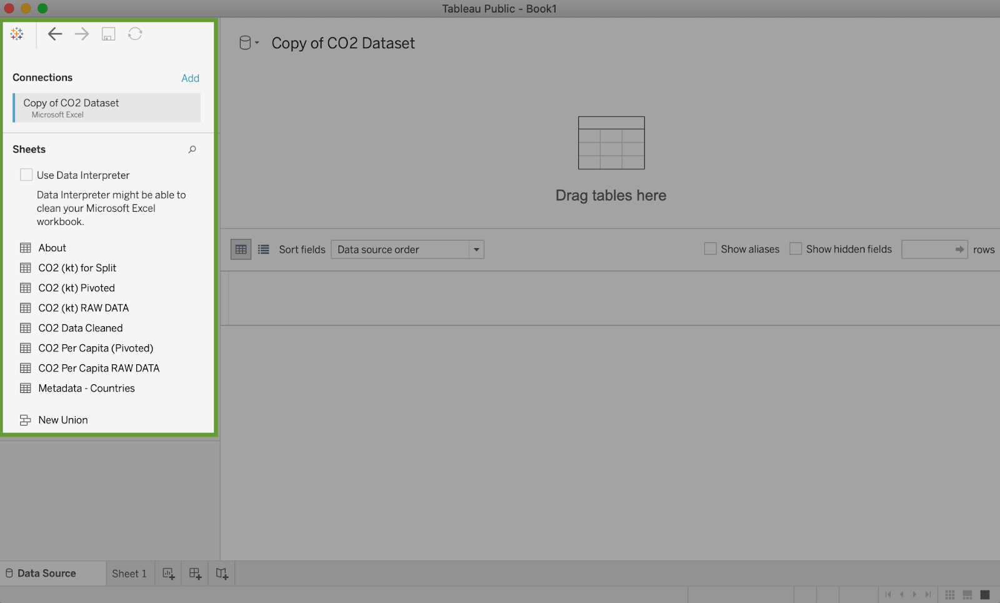 Tableau Public - Book1
Connections
Add
Copy of CO2 Dataset
Microsoft Excel
Sheets
Use Data Interpreter
Data Interpreter might be able to
clean your Microsoft Excel
workbook.
About
CO2 (kt) for Split
CO2 (kt) Pivoted
CO2 (kt) RAW DATA
CO2 Data Cleaned
CO2 Per Capita (Pivoted)
CO2 Per Capita RAW DATA
Metadata - Countries
New Union
Copy of CO2 Dataset
Drag tables here
Sort fields Data source order Show aliases Show hidden fields rows
Data Source Sheet 1